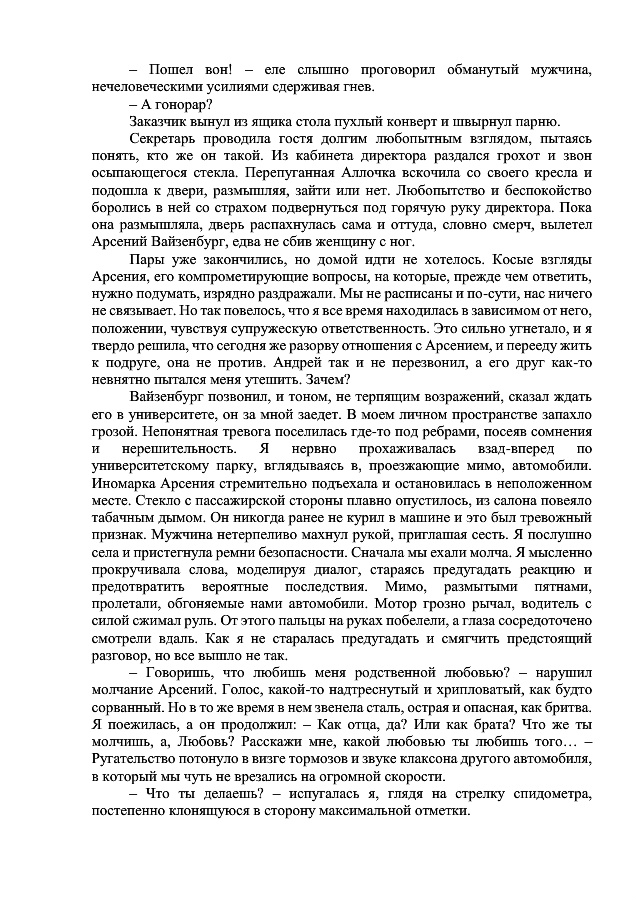 – Пошел вон! – еле слышно проговорил обманутый мужчина,
нечеловеческими усилиями сдерживая гнев.
– А гонорар?
Заказчик вынул из ящика стола пухлый конверт и швырнул парню.
Секретарь проводила гостя долгим любопытным взглядом, пытаясь
понять, кто же он такой. Из кабинета директора раздался грохот и звон
осыпающегося стекла. Перепуганная Аллочка вскочила со своего кресла и
подошла к двери, размышляя, зайти или нет. Любопытство и беспокойство
боролись в ней со страхом подвернуться под горячую руку директора. Пока
она размышляла, дверь распахнулась сама и оттуда, словно смерч, вылетел
Арсений Вайзенбург, едва не сбив женщину с ног.
Пары уже закончились, но домой идти не хотелось. Косые взгляды
Арсения, его компрометирующие вопросы, на которые, прежде чем ответить,
нужно подумать, изрядно раздражали. Мы не расписаны и по-сути, нас ничего
не связывает. Но так повелось, что я все время находилась в зависимом от него,
положении, чувствуя супружескую ответственность. Это сильно угнетало, и я
твердо решила, что сегодня же разорву отношения с Арсением, и перееду жить
к подруге, она не против. Андрей так и не перезвонил, а его друг как-то
невнятно пытался меня утешить. Зачем?
Вайзенбург позвонил, и тоном, не терпящим возражений, сказал ждать
его в университете, он за мной заедет. В моем личном пространстве запахло
грозой. Непонятная тревога поселилась где-то под ребрами, посеяв сомнения
и нерешительность. Я нервно прохаживалась взад-вперед по
университетскому парку, вглядываясь в, проезжающие мимо, автомобили.
Иномарка Арсения стремительно подъехала и остановилась в неположенном
месте. Стекло с пассажирской стороны плавно опустилось, из салона повеяло
табачным дымом. Он никогда ранее не курил в машине и это был тревожный
признак. Мужчина нетерпеливо махнул рукой, приглашая сесть. Я послушно
села и пристегнула ремни безопасности. Сначала мы ехали молча. Я мысленно
прокручивала слова, моделируя диалог, стараясь предугадать реакцию и
предотвратить вероятные последствия. Мимо, размытыми пятнами,
пролетали, обгоняемые нами автомобили. Мотор грозно рычал, водитель с
силой сжимал руль. От этого пальцы на руках побелели, а глаза сосредоточено
смотрели вдаль. Как я не старалась предугадать и смягчить предстоящий
разговор, но все вышло не так.
– Говоришь, что любишь меня родственной любовью? – нарушил
молчание Арсений. Голос, какой-то надтреснутый и хрипловатый, как будто
сорванный. Но в то же время в нем звенела сталь, острая и опасная, как бритва.
Я поежилась, а он продолжил: – Как отца, да? Или как брата? Что же ты
молчишь, а, Любовь? Расскажи мне, какой любовью ты любишь того… –
Ругательство потонуло в визге тормозов и звуке клаксона другого автомобиля,
в который мы чуть не врезались на огромной скорости.
– Что ты делаешь? – испугалась я, глядя на стрелку спидометра,
постепенно клонящуюся в сторону максимальной отметки.